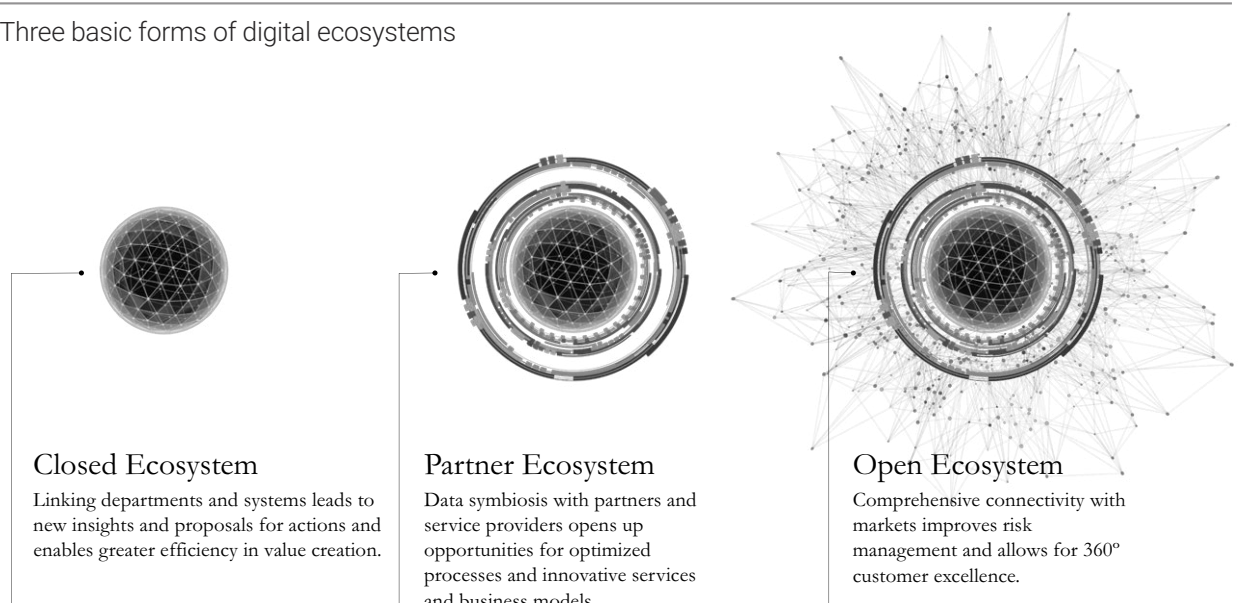 Three basic forms of digital ecosystems
Closed Ecosystem
Linking departments and systems leads to
new insights and proposals for actions and
enables greater efficiency in value creation.
Partner Ecosystem
Data symbiosis with partners and
service providers opens up
opportunities for optimized
processes and innovative services
and business models
Open Ecosystem
Comprehensive connectivity with
markets improves risk
management and allows for 360º
customer excellence.